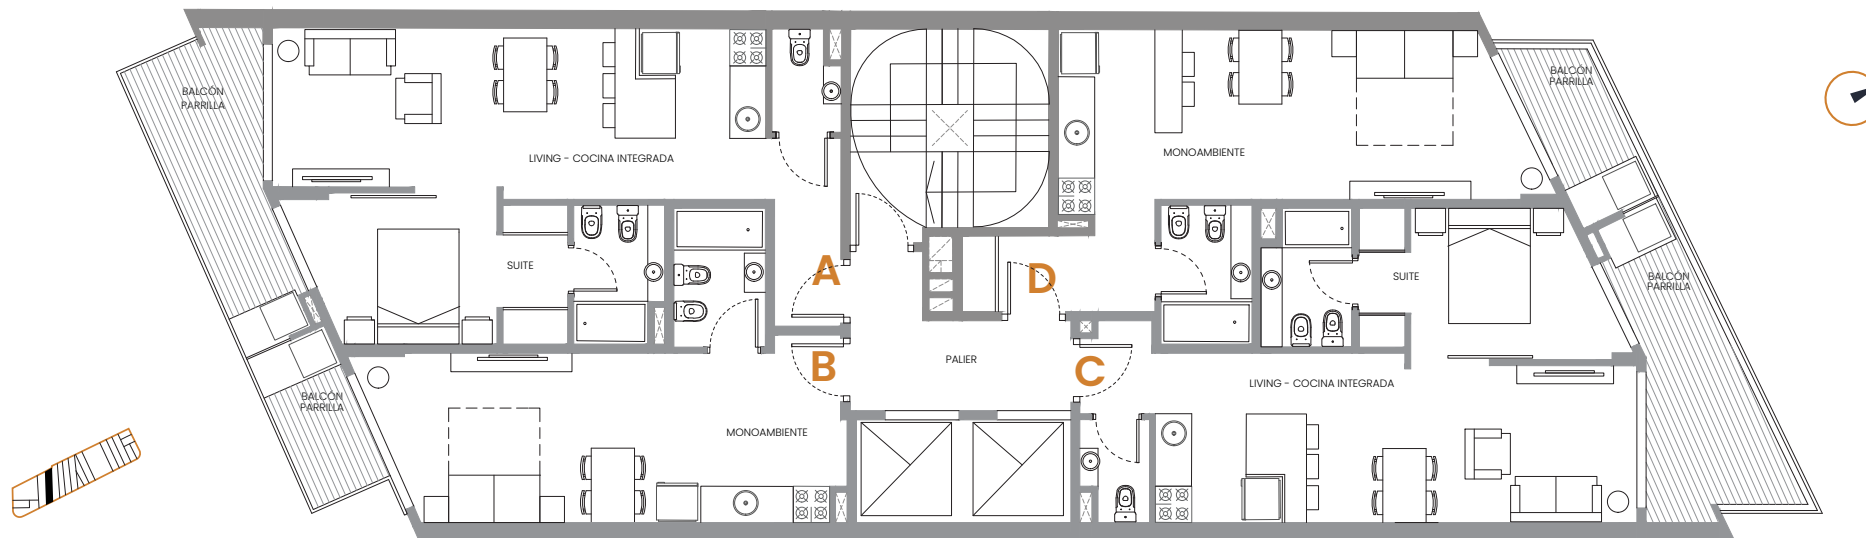 BALCÓN
PARRILLA
LIVING - COCINA INTEGRADA
SUITE
A
B
BALCÓN
PARRILLA
MONOAMBIENTE
PALIER
D
C
MONOAMBIENTE
BALCÓN
PARRILLA
SUITE
BALCÓN
PARRILLA
LIVING - COCINA INTEGRADA